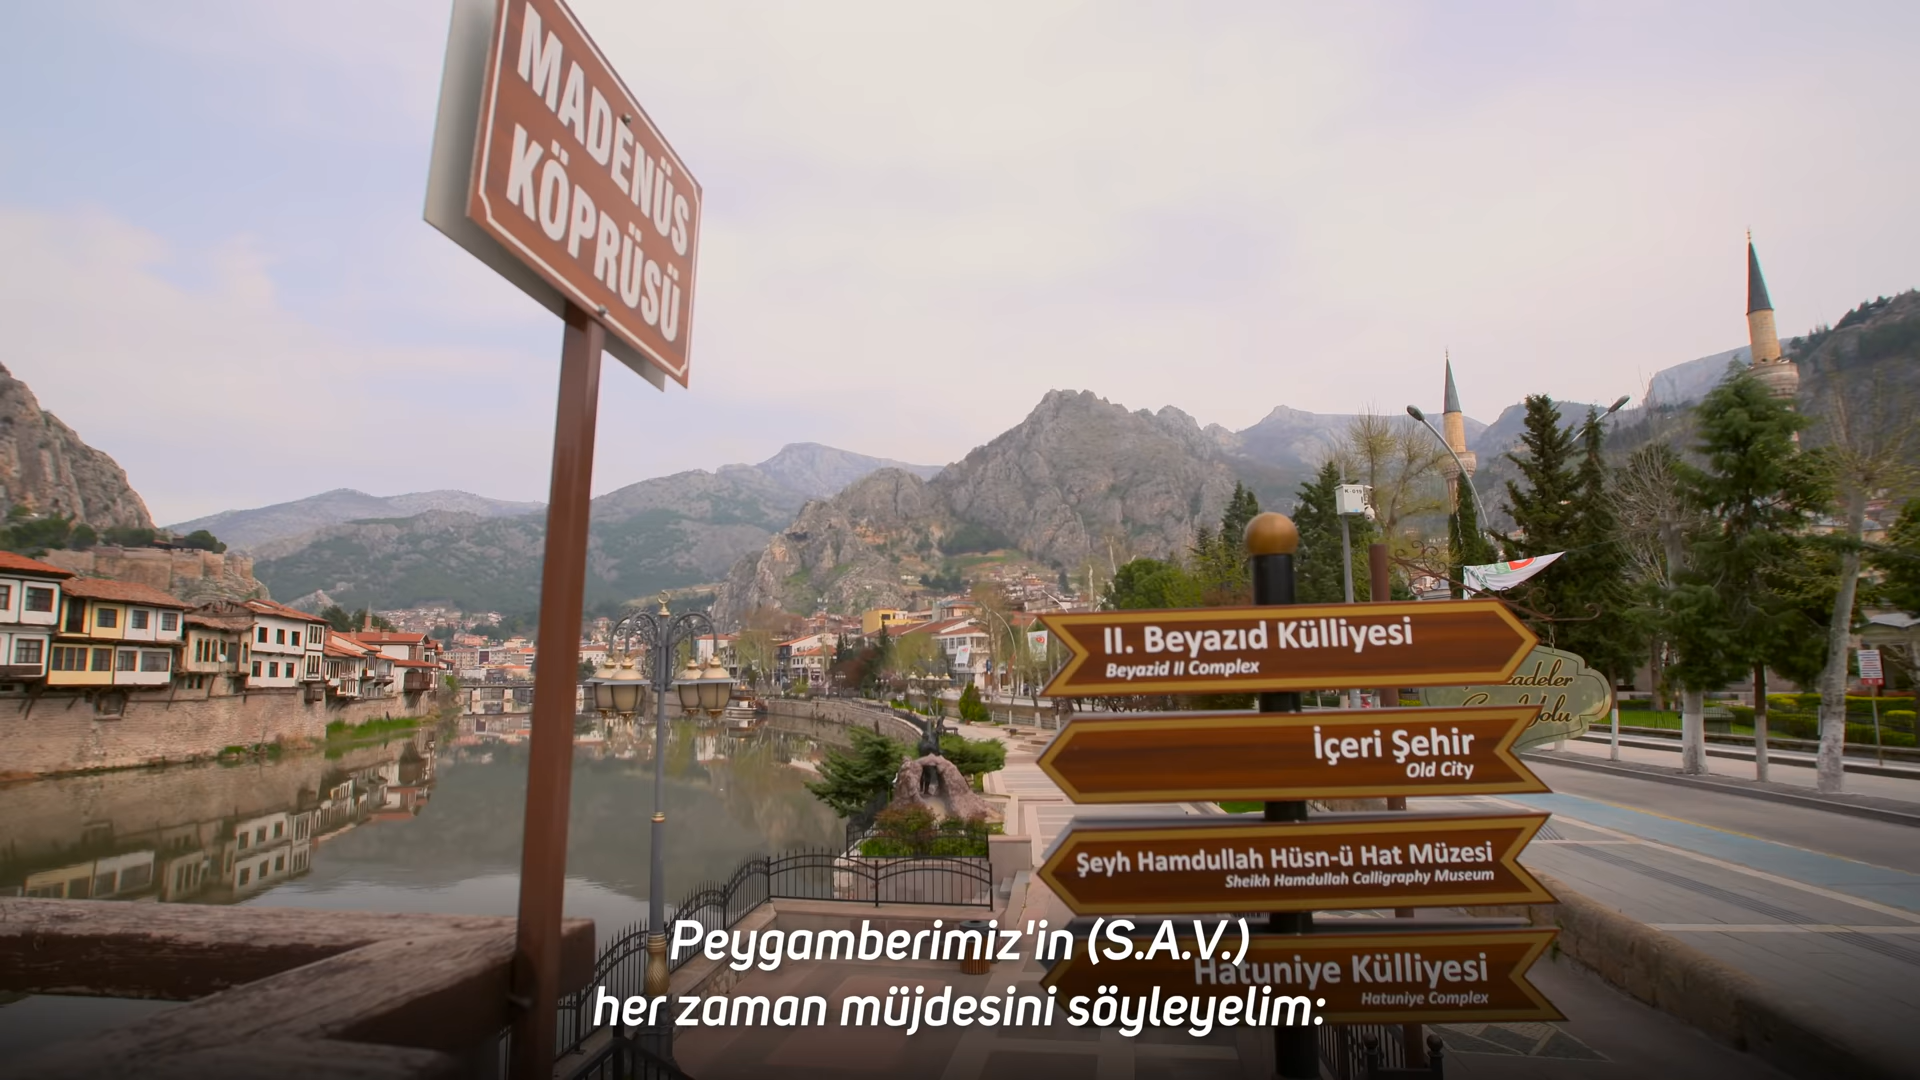 MADENÜS
KÖPRÜSÜ
K-019
II. Beyazıd Külliyesi
Beyazid II Complex
İçeri Şehir
Old City
Şeyh Hamdullah Hüsn-ü Hat Müzesi
Sheikh Hamdullah Calligraphy Museum
Hatuniye Külliyesi
Hatuniye Complex
Peygamberimiz'in (S.A.V.)
her zaman müjdesini söyleyelim: